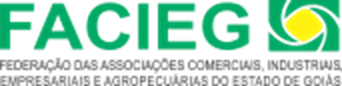 FACIEG
FEDERAÇÃO DAS ASSOCIAÇÕES COMERCIAIS, INDUSTRIAIS,
EMPRESARIAIS E AGROPECUÁRIAS DO ESTADO DE GOIÁS